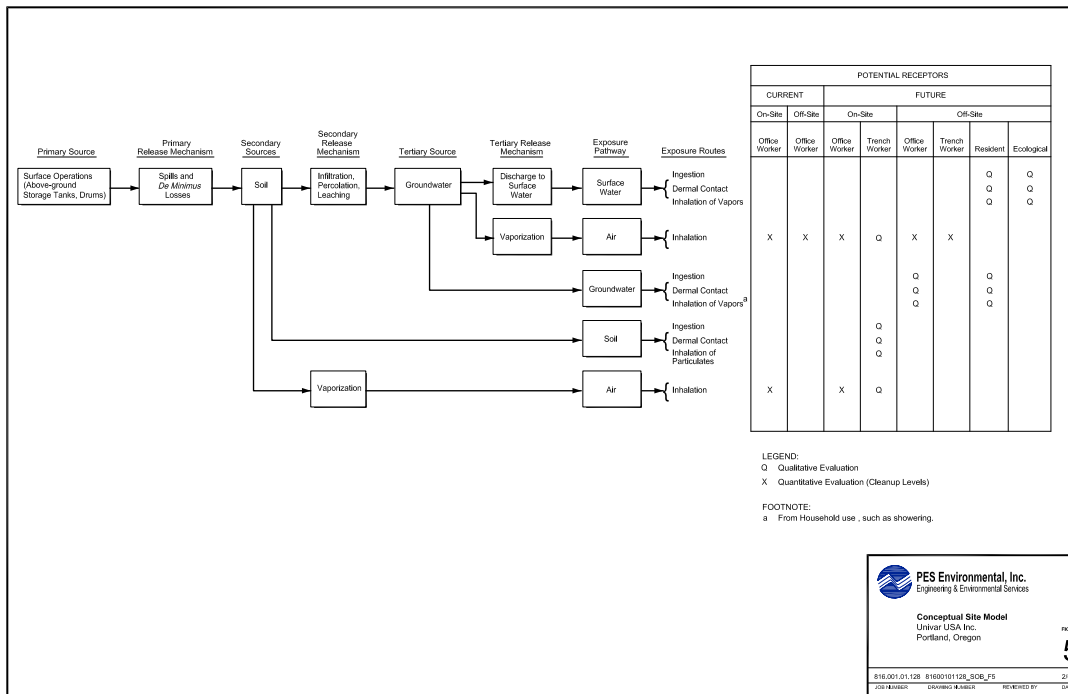 POTENTIAL RECEPTORS
CURRENT FUTURE
On-Site Off-Site On-Site Off-Site
Office Worker Office Worker Office Worker Trench Worker Office Worker Trench Worker Resident Ecological
Primary Source
Primary Release Mechanism
Secondary Sources
Secondary Release Mechanism
Tertiary Source
Tertiary Release Mechanism
Exposure Pathway
Exposure Routes
Surface Operations
(Above-ground
Storage Tanks, Drums)
Spills and
De Minimus
Losses
Soil
Infiltration,
Percolation,
Leaching
Groundwater
Discharge to
Surface
Water
Surface
Water
Ingestion Q Q
Dermal Contact Q Q
Inhalation of Vapors Q Q
Vaporization
Air
Inhalation X X X Q X X
Groundwater
Ingestion Q Q
Dermal Contact Q Q
Inhalation of Vapors a Q Q
Soil
Ingestion Q
Dermal Contact Q
Inhalation of Particulates Q
Vaporization
Air
Inhalation X X Q
LEGEND:
Q Qualitative Evaluation
X Quantitative Evaluation (Cleanup Levels)
FOOTNOTE:
a From Household use , such as showering.
PES Environmental, Inc.
Engineering & Environmental Services
Conceptual Site Model
Univar USA Inc.
Portland, Oregon
816.001.01.128 81600101128_SOB_F5
JOB NUMBER DRAWING NUMBER REVIEWED BY